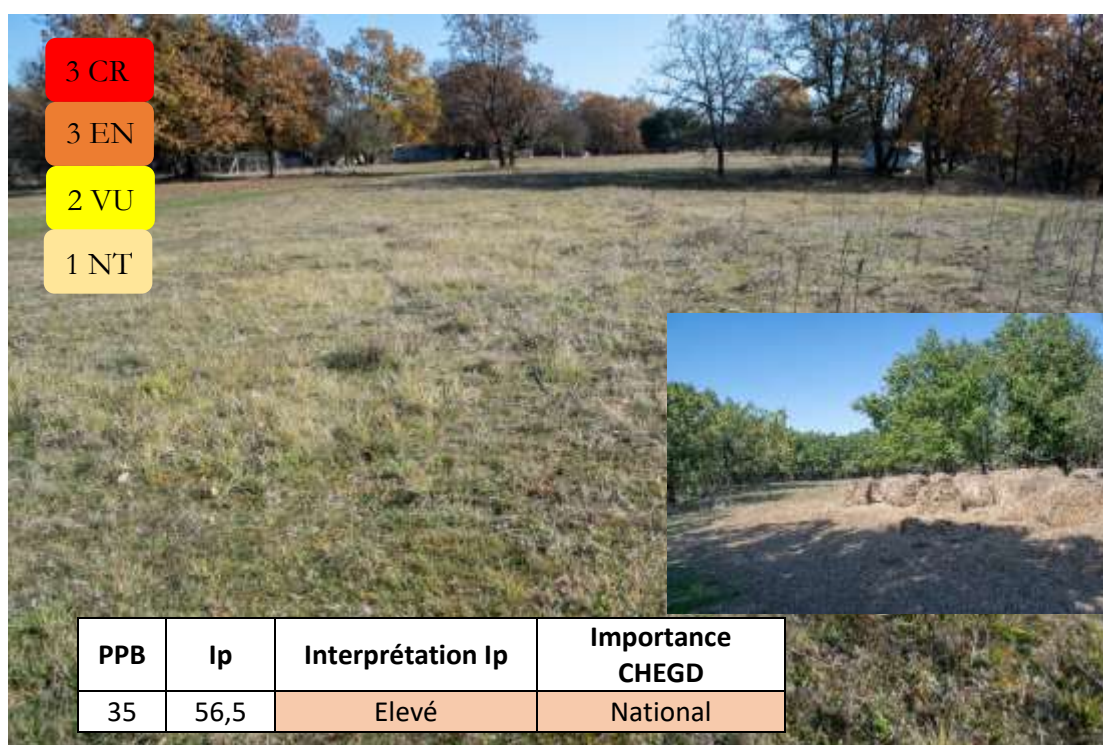 3 CR
3 EN
2 VU
1 NT
PPB Ip Interprétation Ip Importance
CHEGD
35 56,5 Elevé National